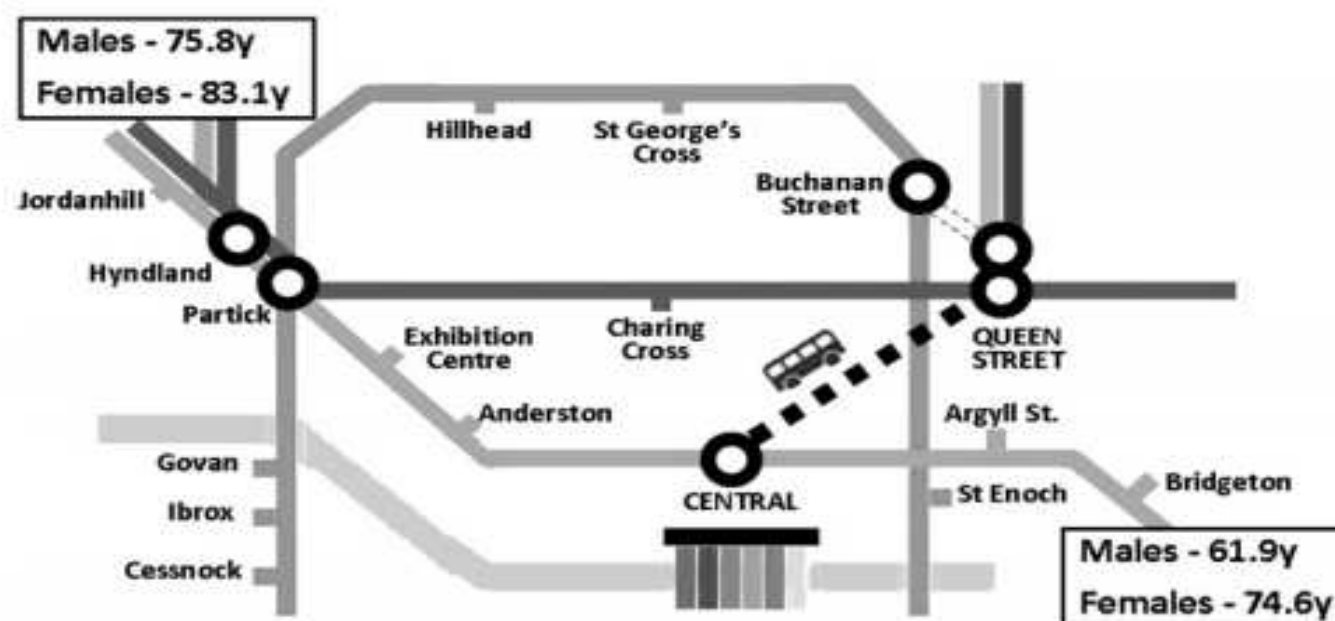 Males - 75.8y
Females - 83.1y
Hillhead
St George's
Cross
Buchanan
Street
Jordanhill
Hyndland
Partick
Exhibition
Centre
Charing
Cross
QUEEN
STREET
Anderston
Argyll St.
Govan
CENTRAL
St Enoch
Bridgeton
Ibrox
Cessnock
Males - 61.9y
Females - 74.6y